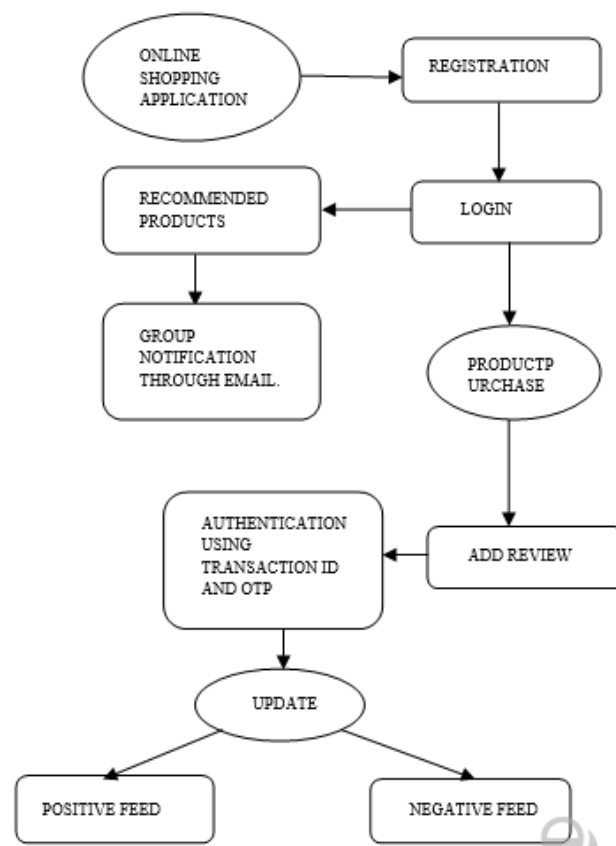 ONLINE
SHOPPING
APPLICATION
REGISTRATION
RECOMMENDED
PRODUCTS
LOGIN
GROUP
NOTIFICATION
THROUGH EMAIL.
PRODUCTP
URCHASE
AUTHENTICATION
USING
TRANSACTION ID
AND OTP
ADD REVIEW
UPDATE
POSITIVE FEED
NEGATIVE FEED